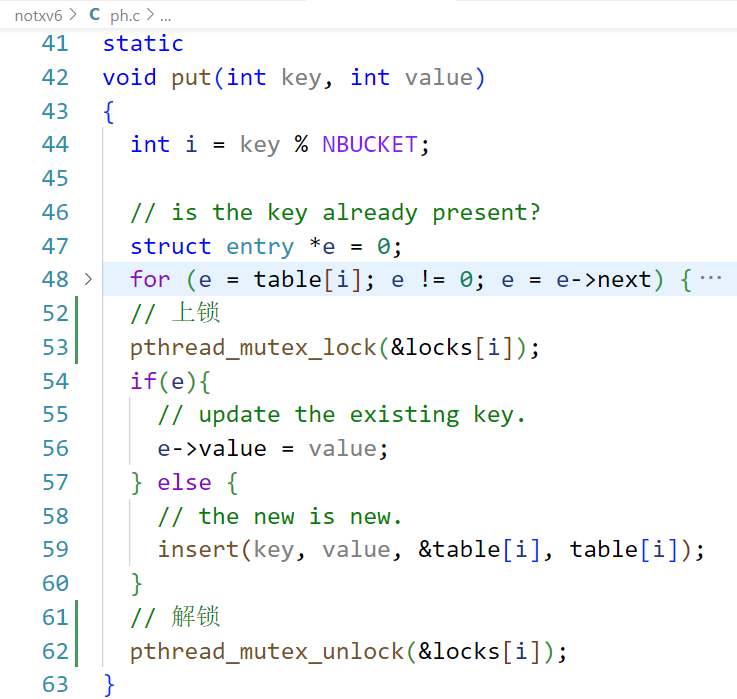 notxv6 > C ph.c > ...
41 static
42 void put(int key, int value)
43 {
44 int i = key % NBUCKET;
45
46 // is the key already present?
47 struct entry *e = 0;
48 > for (e = table[i]; e != 0; e = e->next) {···
52 // 上锁
53 pthread_mutex_lock(&locks[i]);
54 if(e){
55 // update the existing key.
56 e->value = value;
57 } else {
58 // the new is new.
59 insert(key, value, &table[i], table[i]);
60 }
61 // 解锁
62 pthread_mutex_unlock(&locks[i]);
63 }